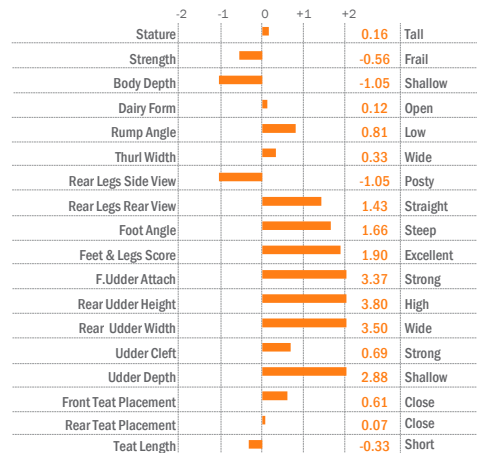 -2 -1 0 +1 +2
Stature 0.16 Tall
Strength -0.56 Frail
Body Depth -1.05 Shallow
Dairy Form 0.12 Open
Rump Angle 0.81 Low
Thurl Width 0.33 Wide
Rear Legs Side View -1.05 Posty
Rear Legs Rear View 1.43 Straight
Foot Angle 1.66 Steep
Feet & Legs Score 1.90 Excellent
F.Udder Attach 3.37 Strong
Rear Udder Height 3.80 High
Rear Udder Width 3.50 Wide
Udder Cleft 0.69 Strong
Udder Depth 2.88 Shallow
Front Teat Placement 0.61 Close
Rear Teat Placement 0.07 Close
Teat Length -0.33 Short